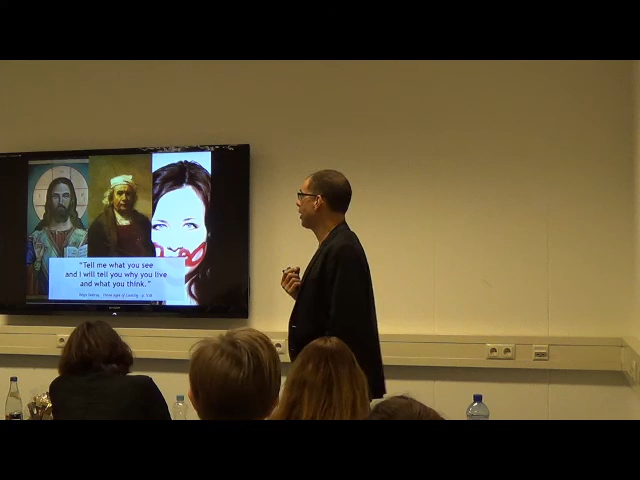 "Tell me what you see
and I will tell you why you live
and what you think."